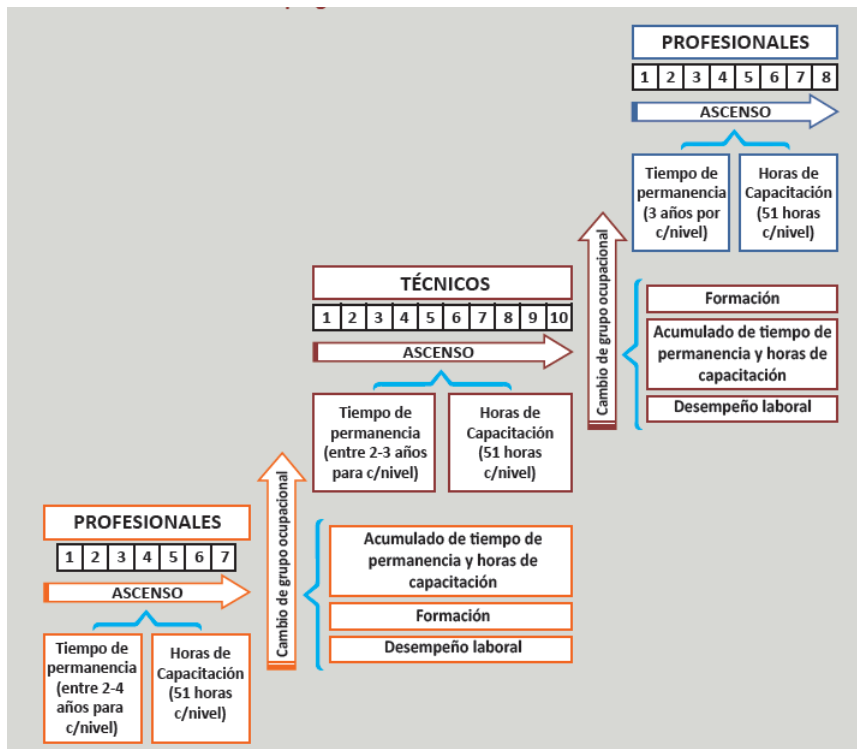 PROFESIONALES
1 2 3 4 5 6 7 8
ASCENSO
Tiempo de
permanencia
(3 años por
c/nivel)
Horas de
Capacitación
(51 horas
c/nivel)
Cambio de grupo ocupacional
Formación
Acumulado de tiempo de
permanencia y horas de
capacitación
Desempeño laboral
TÉCNICOS
1 2 3 4 5 6 7 8 9 10
ASCENSO
Tiempo de
permanencia
(entre 2-3 años
para c/nivel)
Horas de
Capacitación
(51 horas
c/nivel)
Cambio de grupo ocupacional
Acumulado de tiempo de
permanencia y horas de
capacitación
Formación
Desempeño laboral
PROFESIONALES
1 2 3 4 5 6 7
ASCENSO
Tiempo de
permanencia
(entre 2-4
años para
c/nivel)
Horas de
Capacitación
(51 horas
c/nivel)